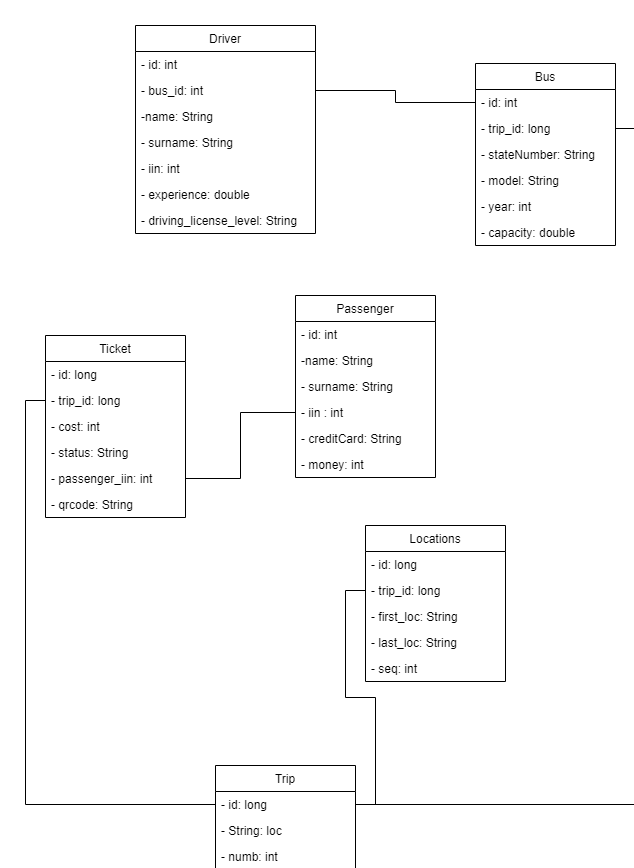 Driver
- id: int
- bus_id: int
-name: String
- surname: String
- iin: int
- experience: double
- driving_license_level: String
Bus
- id: int
- trip_id: long
- stateNumber: String
- model: String
- year: int
- capacity: double
Passenger
- id: int
-name: String
- surname: String
- iin : int
- creditCard: String
- money: int
Ticket
- id: long
- trip_id: long
- cost: int
- status: String
- passenger_iin: int
- qrcode: String
Locations
- id: long
- trip_id: long
- first_loc: String
- last_loc: String
- seq: int
Trip
- id: long
- String: loc
- numb: int